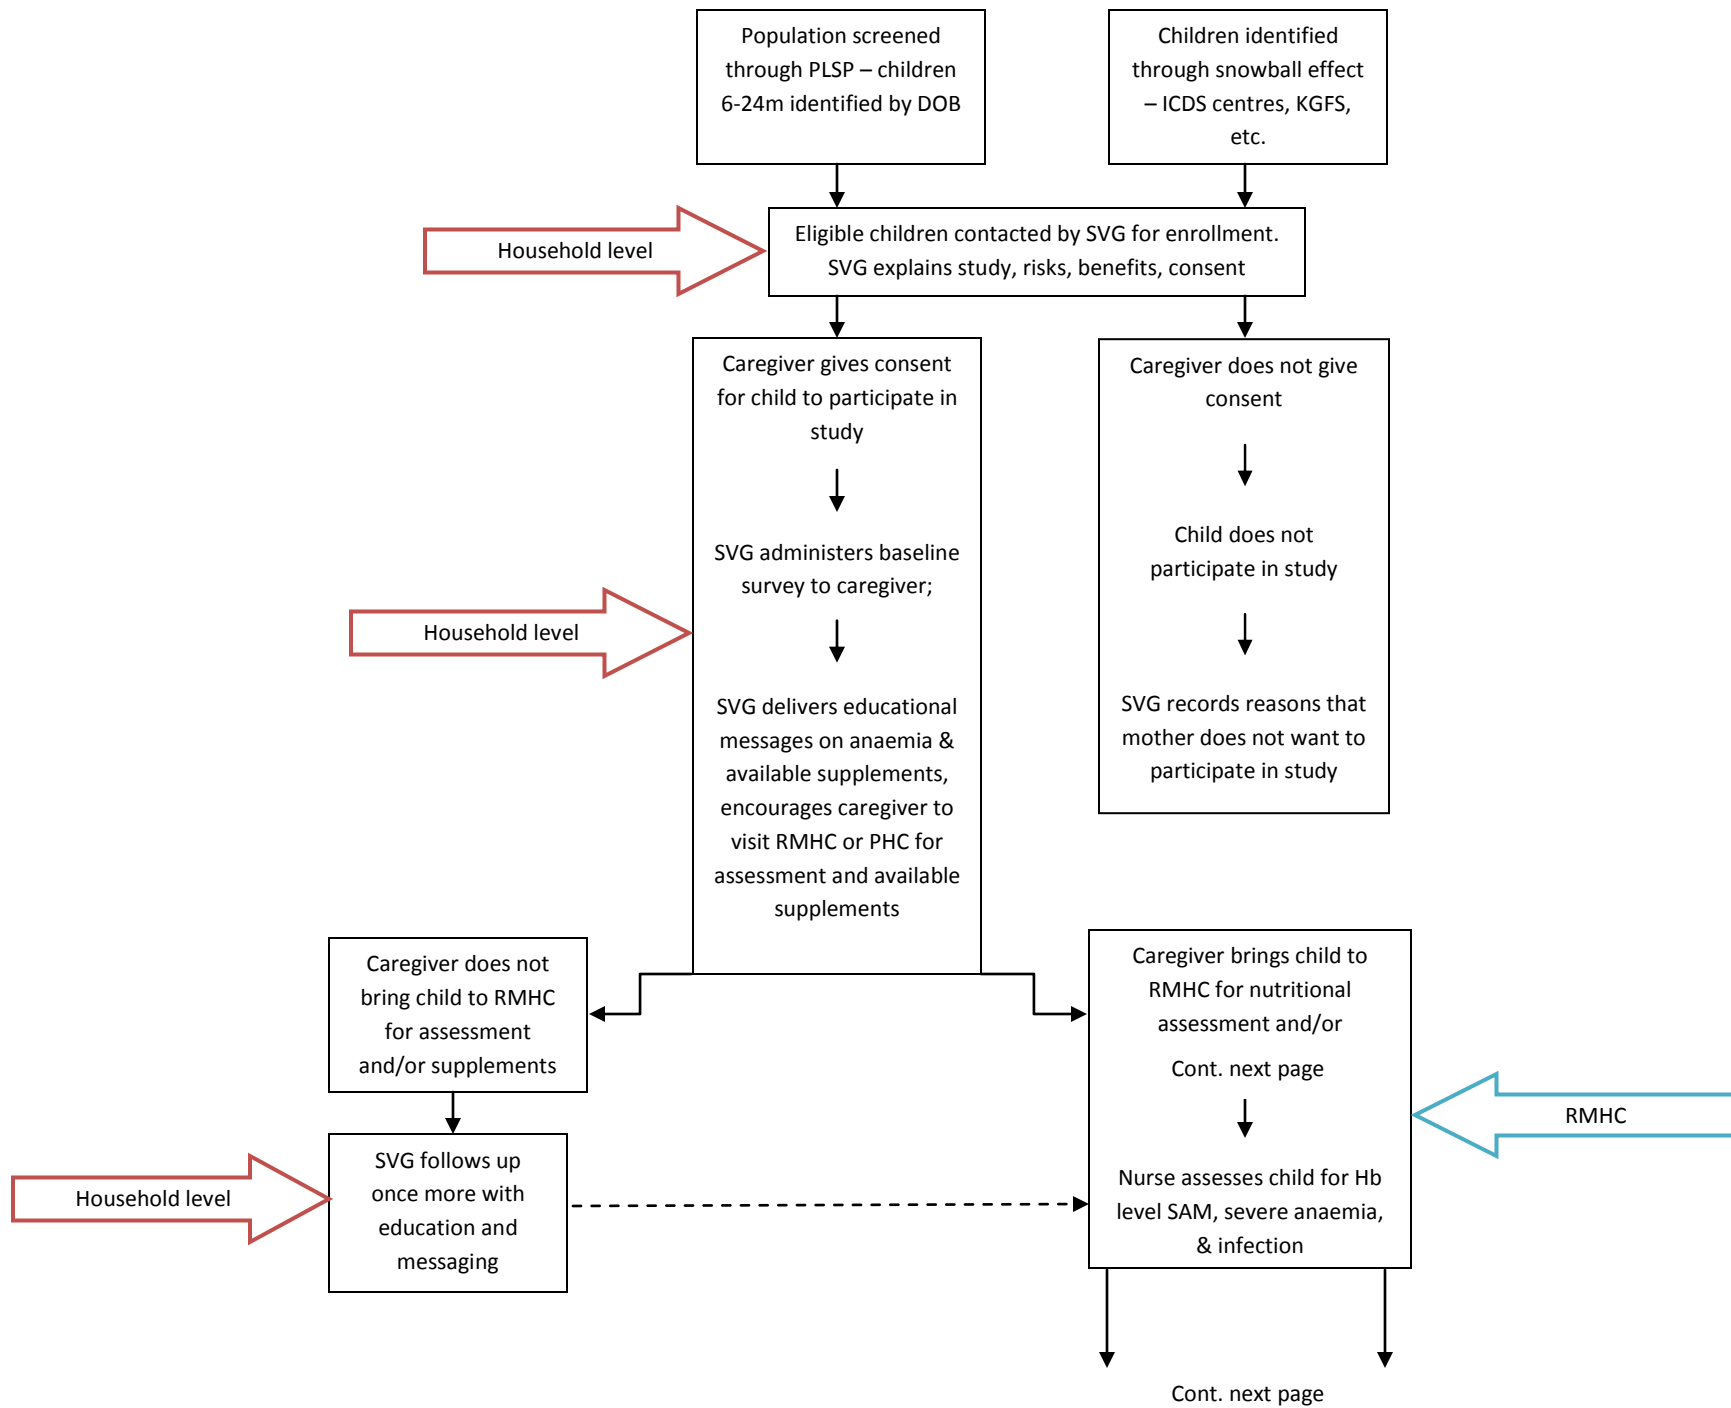 Population screened
through PLSP – children
6-24m identified by DOB
Children identified
through snowball effect
– ICDS centres, KGFS,
etc.
Household level
Eligible children contacted by SVG for enrollment.
SVG explains study, risks, benefits, consent
Caregiver gives consent
for child to participate in
study
SVG administers baseline
survey to caregiver;
SVG delivers educational
messages on anaemia &
available supplements,
encourages caregiver to
visit RMHC or PHC for
assessment and available
supplements
Caregiver does not give
consent
Child does not
participate in study
SVG records reasons that
mother does not want to
participate in study
Household level
Caregiver does not
bring child to RMHC
for assessment
and/or supplements
Caregiver brings child to
RMHC for nutritional
assessment and/or
Cont. next page
Nurse assesses child for Hb
level SAM, severe anaemia,
& infection
RMHC
Household level
SVG follows up
once more with
education and
messaging
Cont. next page